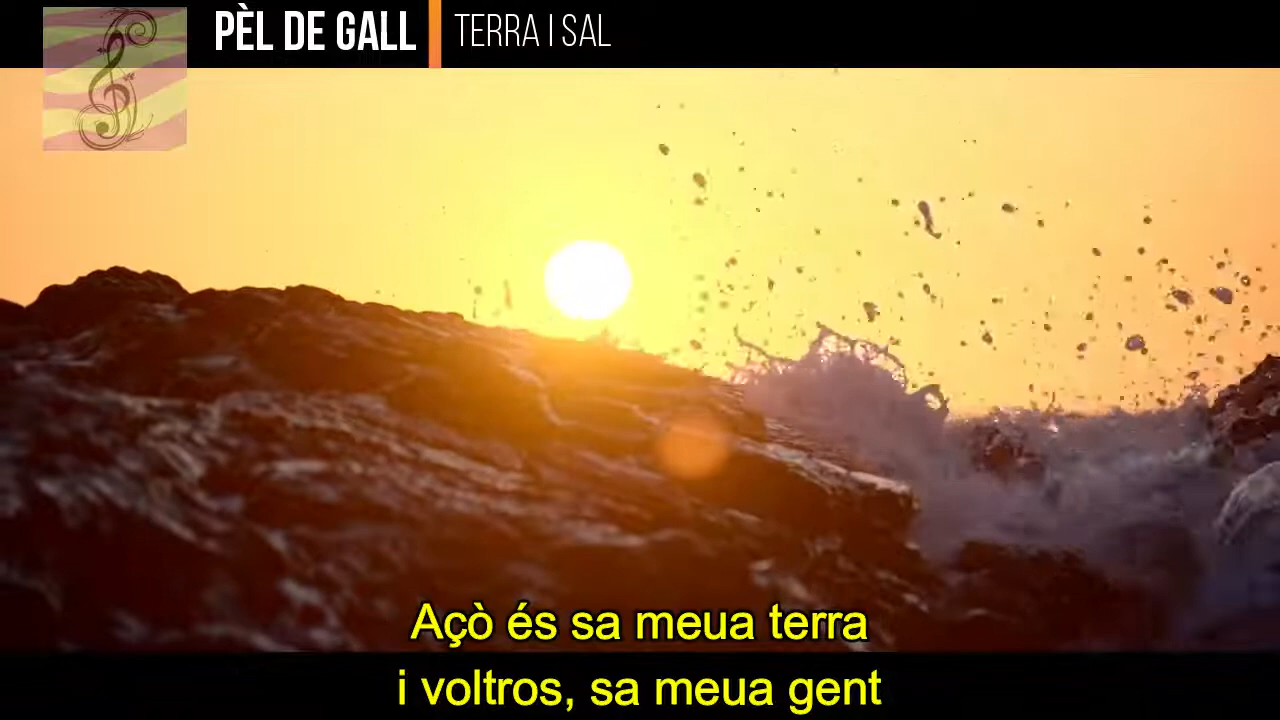 PÈL DE GALL
TERRA I SAL
Açò és sa meua terra
i voltros, sa meua gent